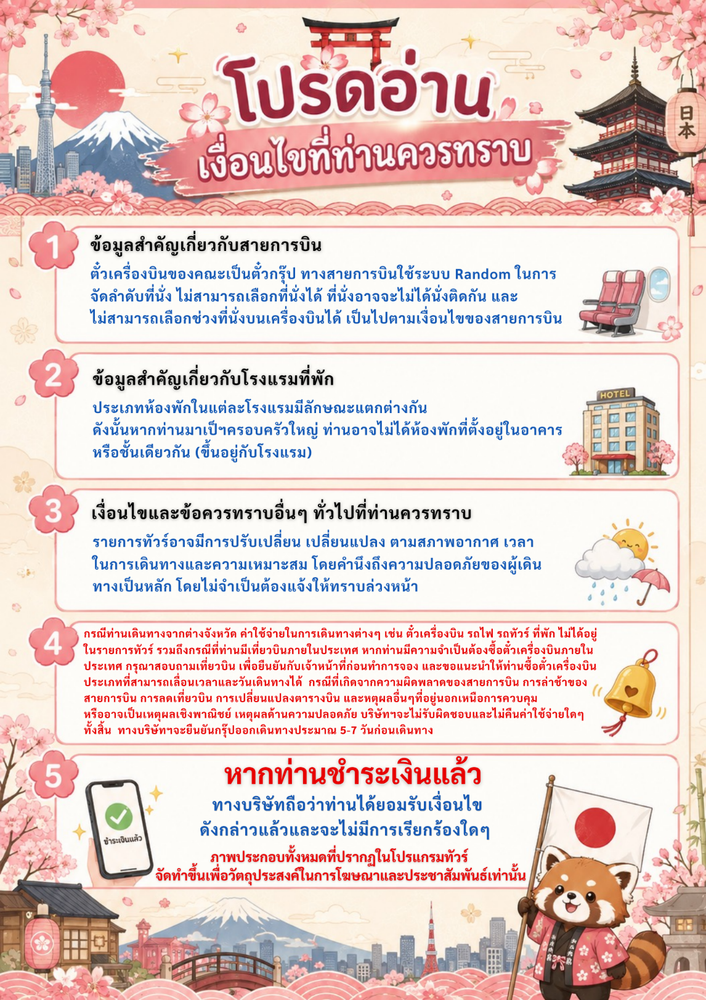 โปรดอ่าน
เงื่อนไขที่ท่านควรทราบ
日本
1
ข้อมูลสำคัญเกี่ยวกับสายการบิน
ตั๋วเครื่องบินของคณะเป็นตั๋วกรุ๊ป ทางสายการบินใช้ระบบ Random ในการ
จัดลำดับที่นั่ง ไม่สามารถเลือกที่นั่งได้ ที่นั่งอาจจะไม่ได้นั่งติดกัน และ
ไม่สามารถเลือกช่วงที่นั่งบนเครื่องบินได้ เป็นไปตามเงื่อนไขของสายการบิน
2
ข้อมูลสำคัญเกี่ยวกับโรงแรมที่พัก
ประเภทห้องพักในแต่ละโรงแรมมีลักษณะแตกต่างกัน
ดังนั้นหากท่านมาเป็ฯครอบครัวใหญ่ ท่านอาจไม่ได้ห้องพักที่ตั้งอยู่ในอาคาร
หรือชั้นเดียวกัน (ขึ้นอยู่กับโรงแรม)
HOTEL
3
เงื่อนไขและข้อควรทราบอื่นๆ ทั่วไปที่ท่านควรทราบ
รายการทัวร์อาจมีการปรับเปลี่ยน เปลี่ยนแปลง ตามสภาพอากาศ เวลา
ในการเดินทางและความเหมาะสม โดยคำนึงถึงความปลอดภัยของผู้เดิน
ทางเป็นหลัก โดยไม่จำเป็นต้องแจ้งให้ทราบล่วงหน้า
4
กรณีท่านเดินทางจากต่างจังหวัด ค่าใช้จ่ายในการเดินทางต่างๆ เช่น ตั๋วเครื่องบิน รถไฟ รถทัวร์ ที่พัก ไม่ได้อยู่
ในรายการทัวร์ รวมถึงกรณีที่ท่านมีเที่ยวบินภายในประเทศ หากท่านมีความจำเป็นต้องซื้อตั๋วเครื่องบินภายใน
ประเทศ กรุณาสอบถามเที่ยวบิน เพื่อยืนยันกับเจ้าหน้าที่ก่อนทำการจอง และขอแนะนำให้ท่านซื้อตั๋วเครื่องบิน
ประเภทที่สามารถเลื่อนเวลาและวันเดินทางได้ กรณีที่เกิดจากความผิดพลาดของสายการบิน การล่าช้าของ
สายการบิน การลดเที่ยวบิน การเปลี่ยนแปลงตารางบิน และหตุผลอื่นๆที่อยู่นอกเหนือการควบคุม
หรืออาจเป็นเหตุผลเชิงพาณิชย์ เหตุผลด้านความปลอดภัย บริษัทฯจะไม่รับผิดชอบและไม่คืนค่าใช้จ่ายใดๆ
ทั้งสิ้น ทางบริษัทฯจะยืนยันกรุ๊ปออกเดินทางประมาณ 5-7 วันก่อนเดินทาง
5
หากท่านชำระเงินแล้ว
ทางบริษัทถือว่าท่านได้ยอมรับเงื่อนไข
ดังกล่าวแล้วและจะไม่มีการเรียกร้องใดๆ
ชำระเงินแล้ว
ภาพประกอบทั้งหมดที่ปรากฏในโปรแกรมทัวร์
จัดทำขึ้นเพื่อวัตถุประสงค์ในการโฆษณาและประชาสัมพันธ์เท่านั้น